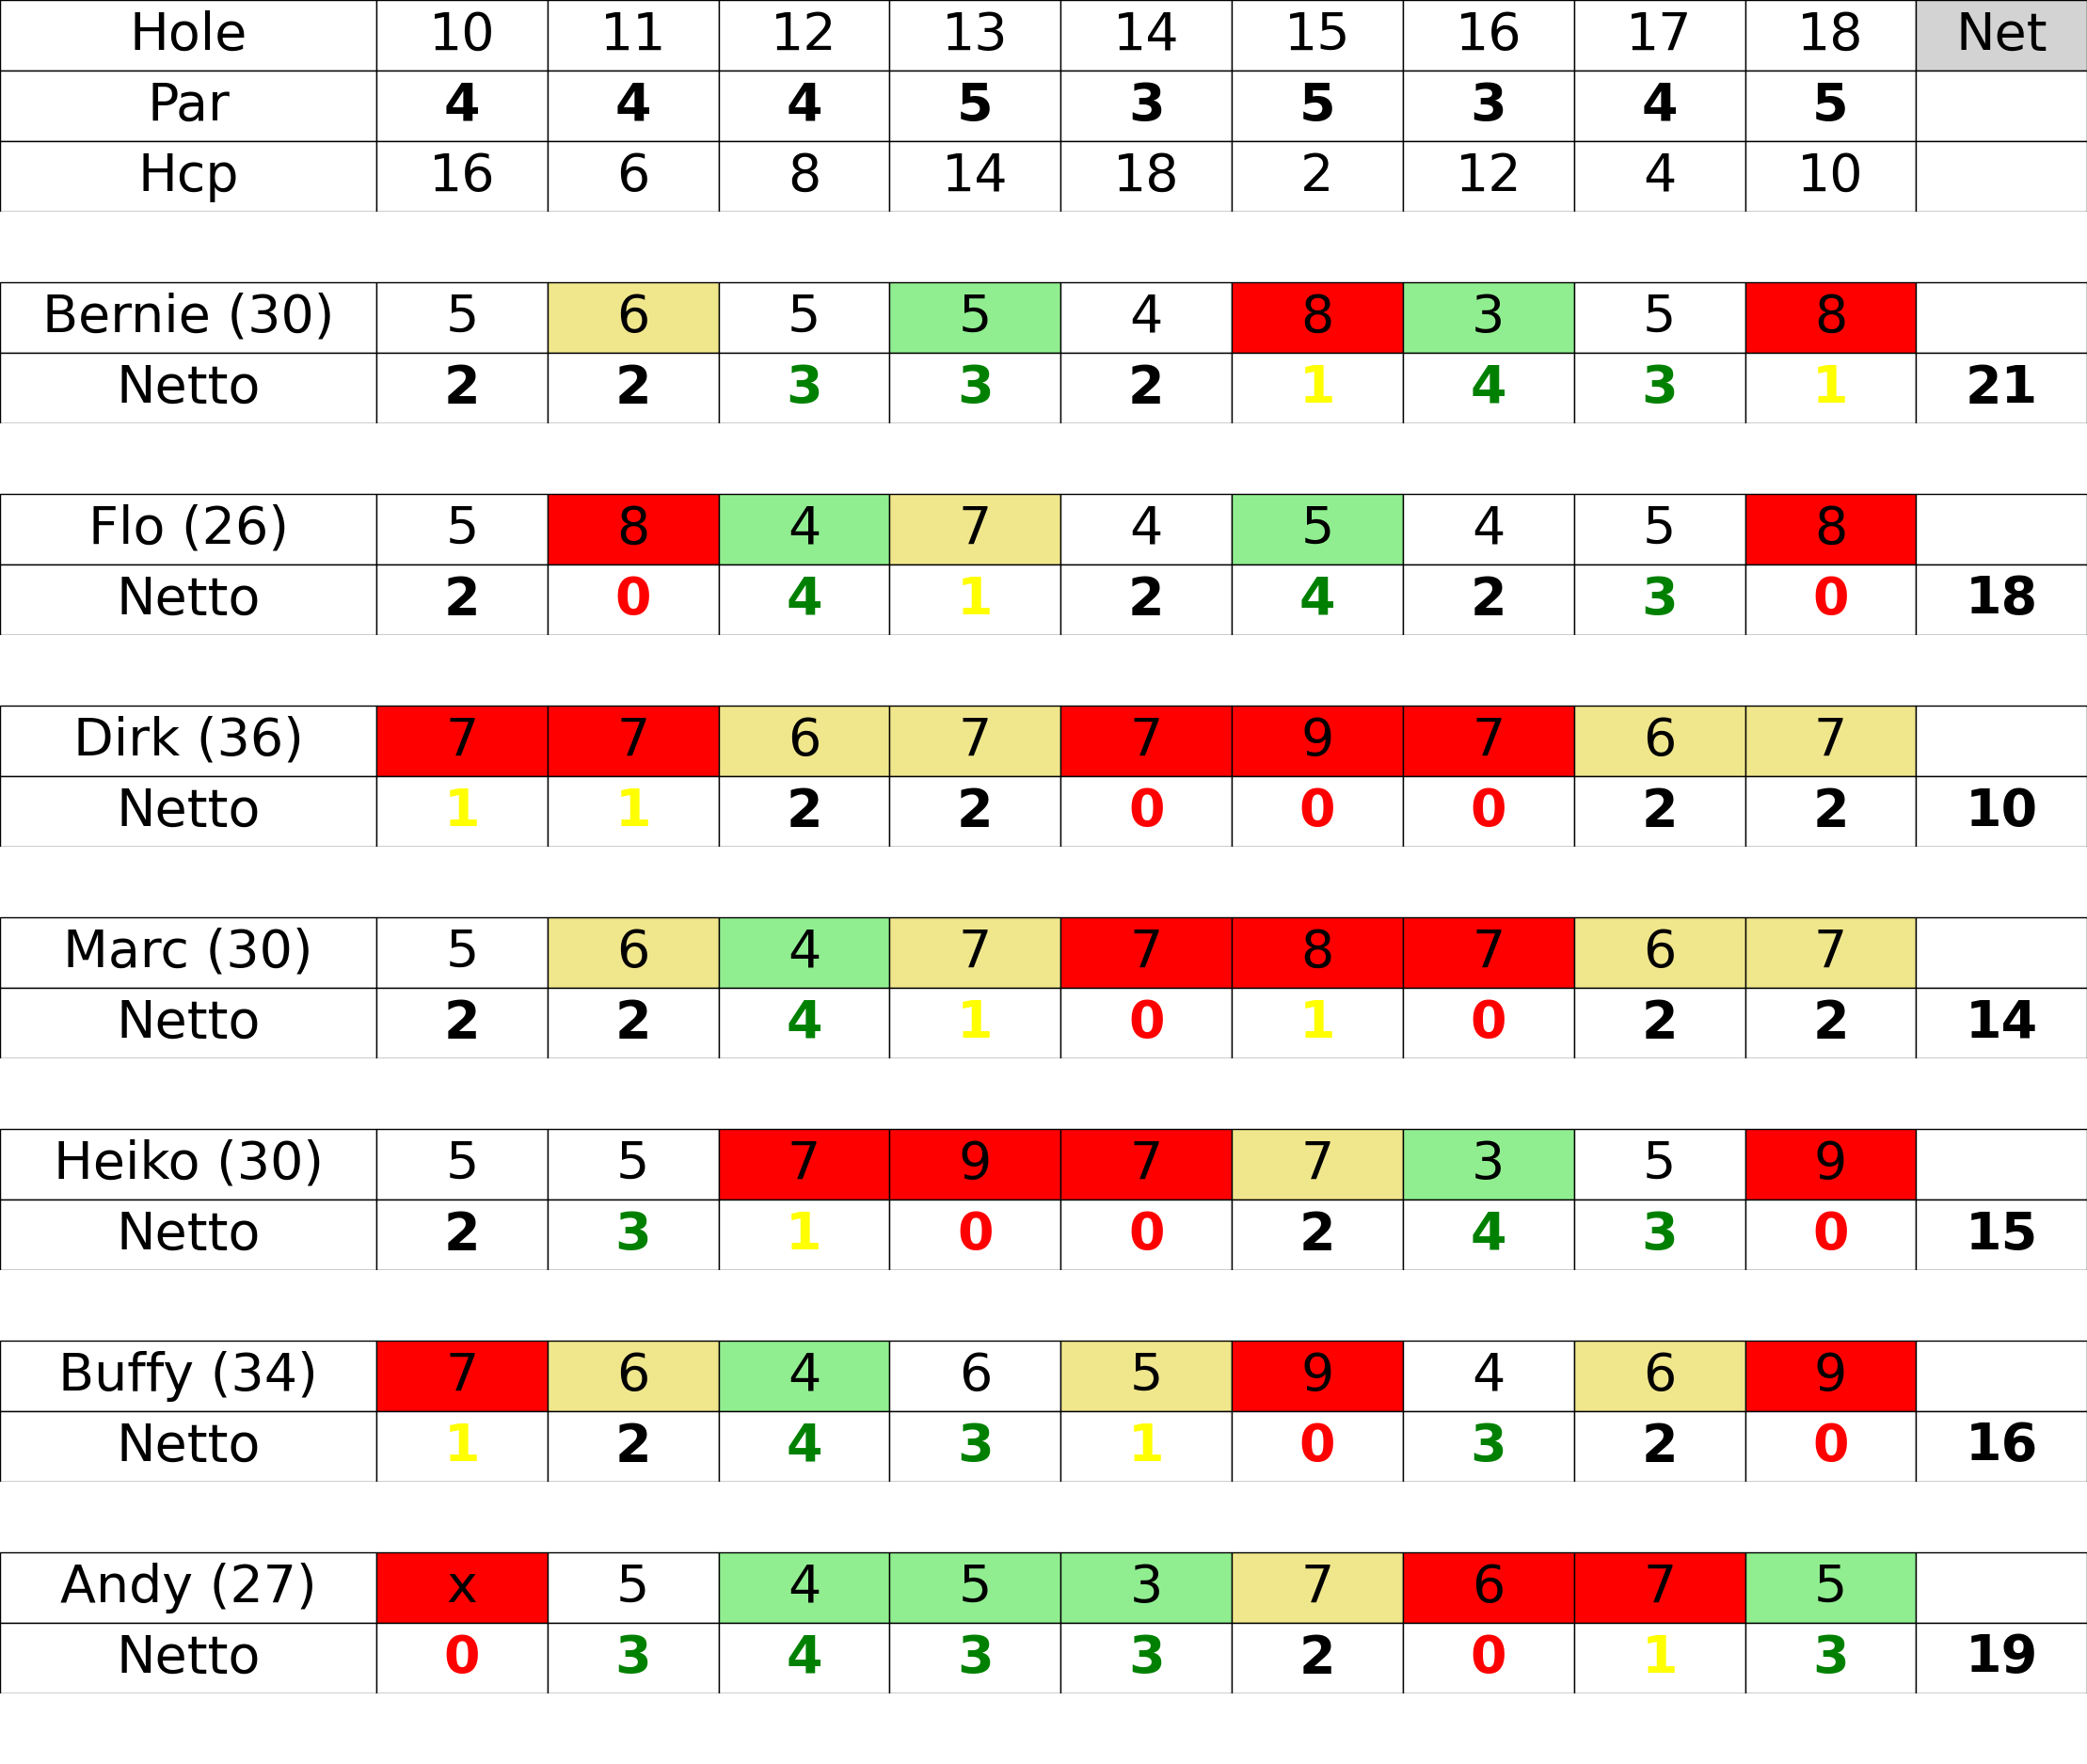 Hole 10 11 12 13 14 15 16 17 18 Net
Par 4 4 4 5 3 5 3 4 5
Hcp 16 6 8 14 18 2 12 4 10
Bernie (30) 5 6 5 5 4 8 3 5 8
Netto 2 2 3 3 2 1 4 3 1 21
Flo (26) 5 8 4 7 4 5 4 5 8
Netto 2 0 4 1 2 4 2 3 0 18
Dirk (36) 7 7 6 7 7 9 7 6 7
Netto 1 1 2 2 0 0 0 2 2 10
Marc (30) 5 6 4 7 7 8 7 6 7
Netto 2 2 4 1 0 1 0 2 2 14
Heiko (30) 5 5 7 9 7 7 3 5 9
Netto 2 3 1 0 0 2 4 3 0 15
Buffy (34) 7 6 4 6 5 9 4 6 9
Netto 1 2 4 3 1 0 3 2 0 16
Andy (27) x 5 4 5 3 7 6 7 5
Netto 0 3 4 3 3 2 0 1 3 19